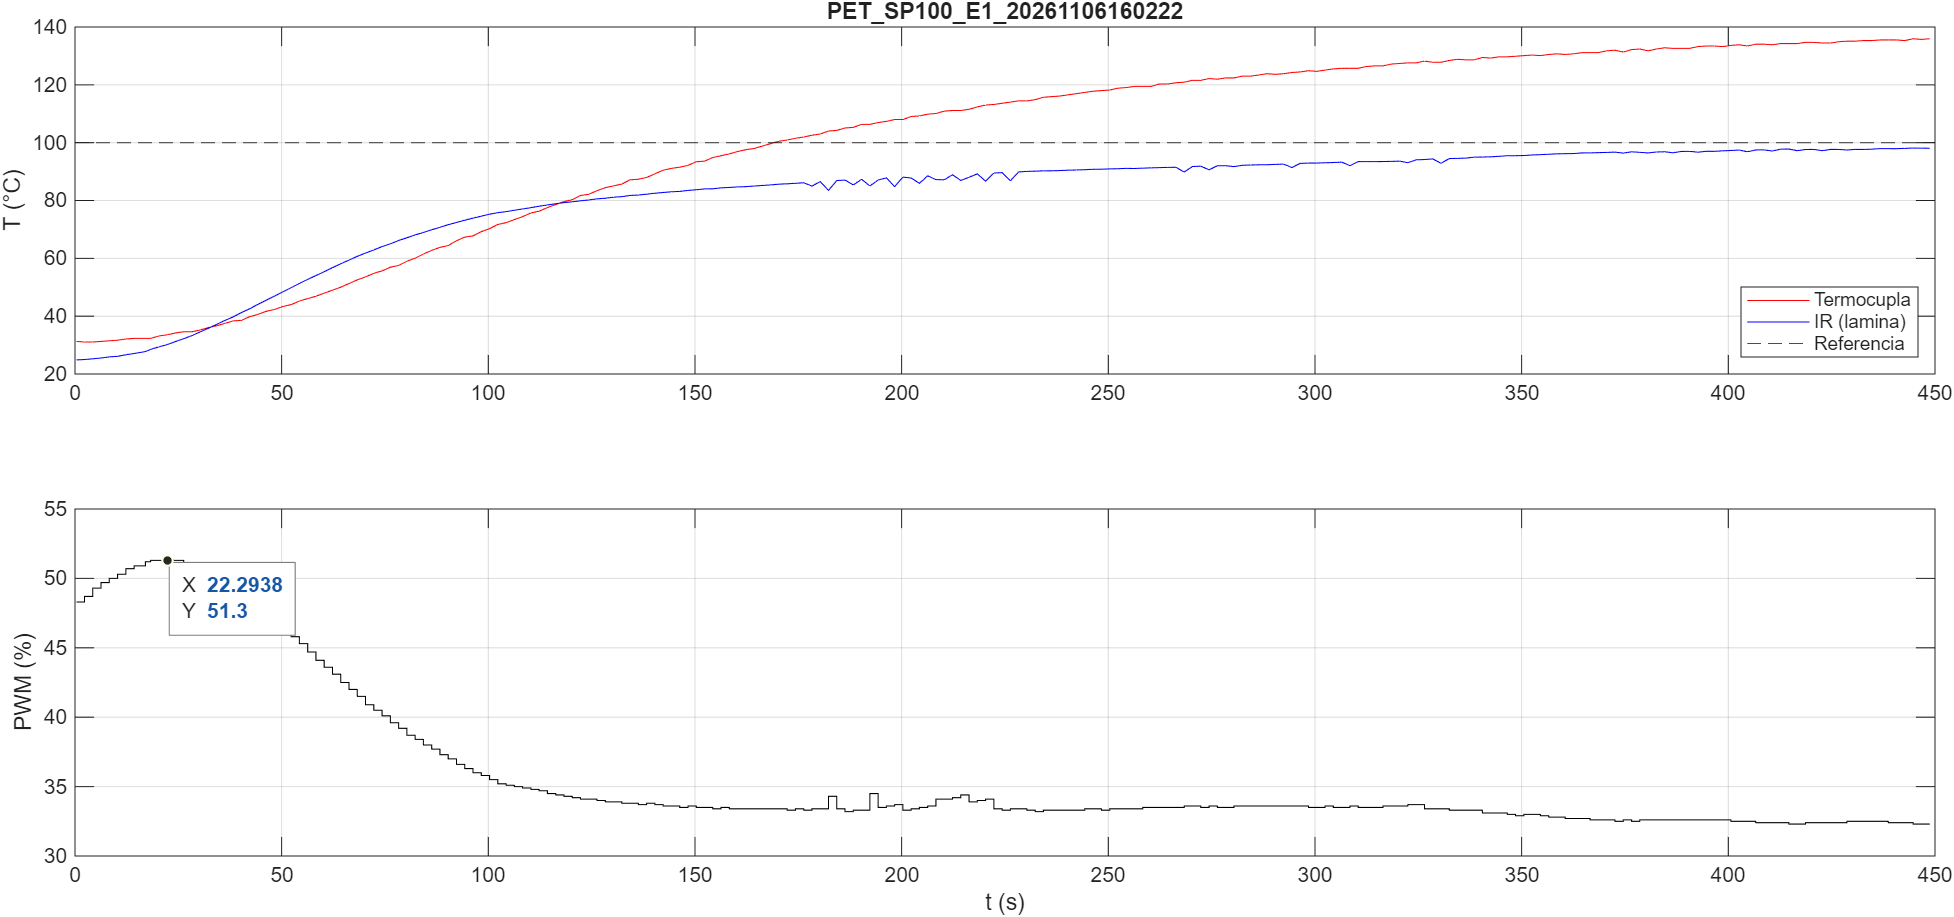 PET_SP100_E1_20261106160222
140
120
100
80
60
40
20
T (°C)
Termocupla
IR (lamina)
Referencia
0 50 100 150 200 250 300 350 400 450
55
50
45
40
35
30
PWM (%)
X 22.2938
Y 51.3
0 50 100 150 200 250 300 350 400 450
t (s)